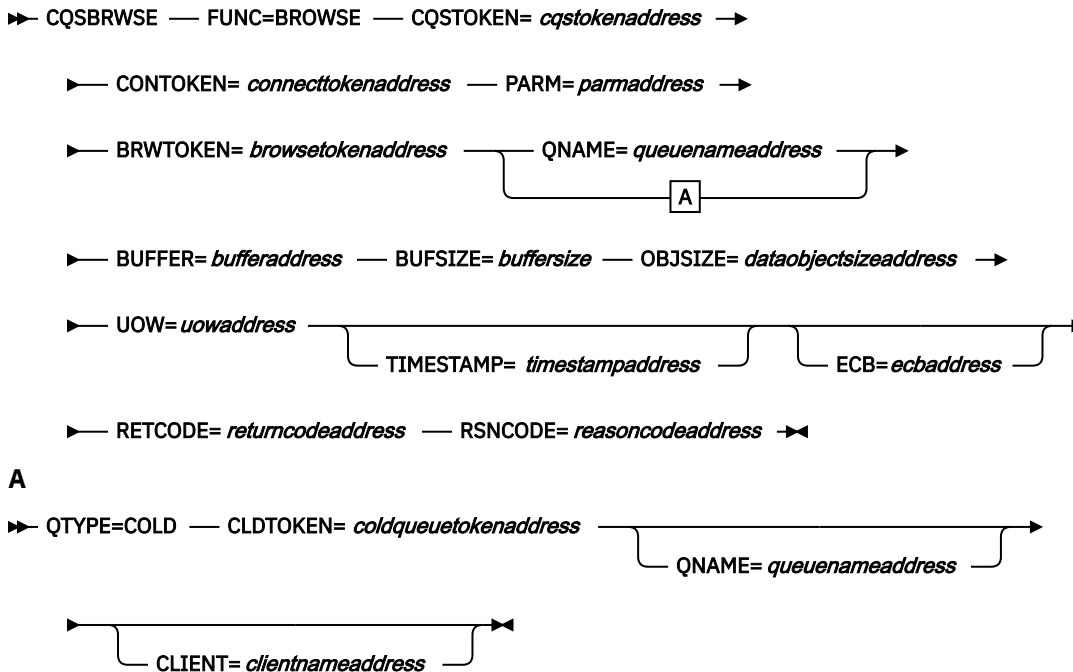 CQSBRWSE FUNC=BROWSE CQSTOKEN= cqstokenaddress
CONTOKEN= connecttokenaddress PARM= parmaddress
BRWTOKEN= browsetokenaddress QNAME= queuenameaddress
A
BUFFER= bufferaddress BUFSIZE= buffersize OBJSIZE= dataobjectsizeaddress
UOW= uowaddress
TIMESTAMP= timestampaddress ECB= ecbaddress
RETCODE= returncodeaddress RSNCODE= reasoncodeaddress
A
QTYPE=COLD CLDTOKEN= coldqueuetokenaddress
QNAME= queuenameaddress
CLIENT= clientnameaddress